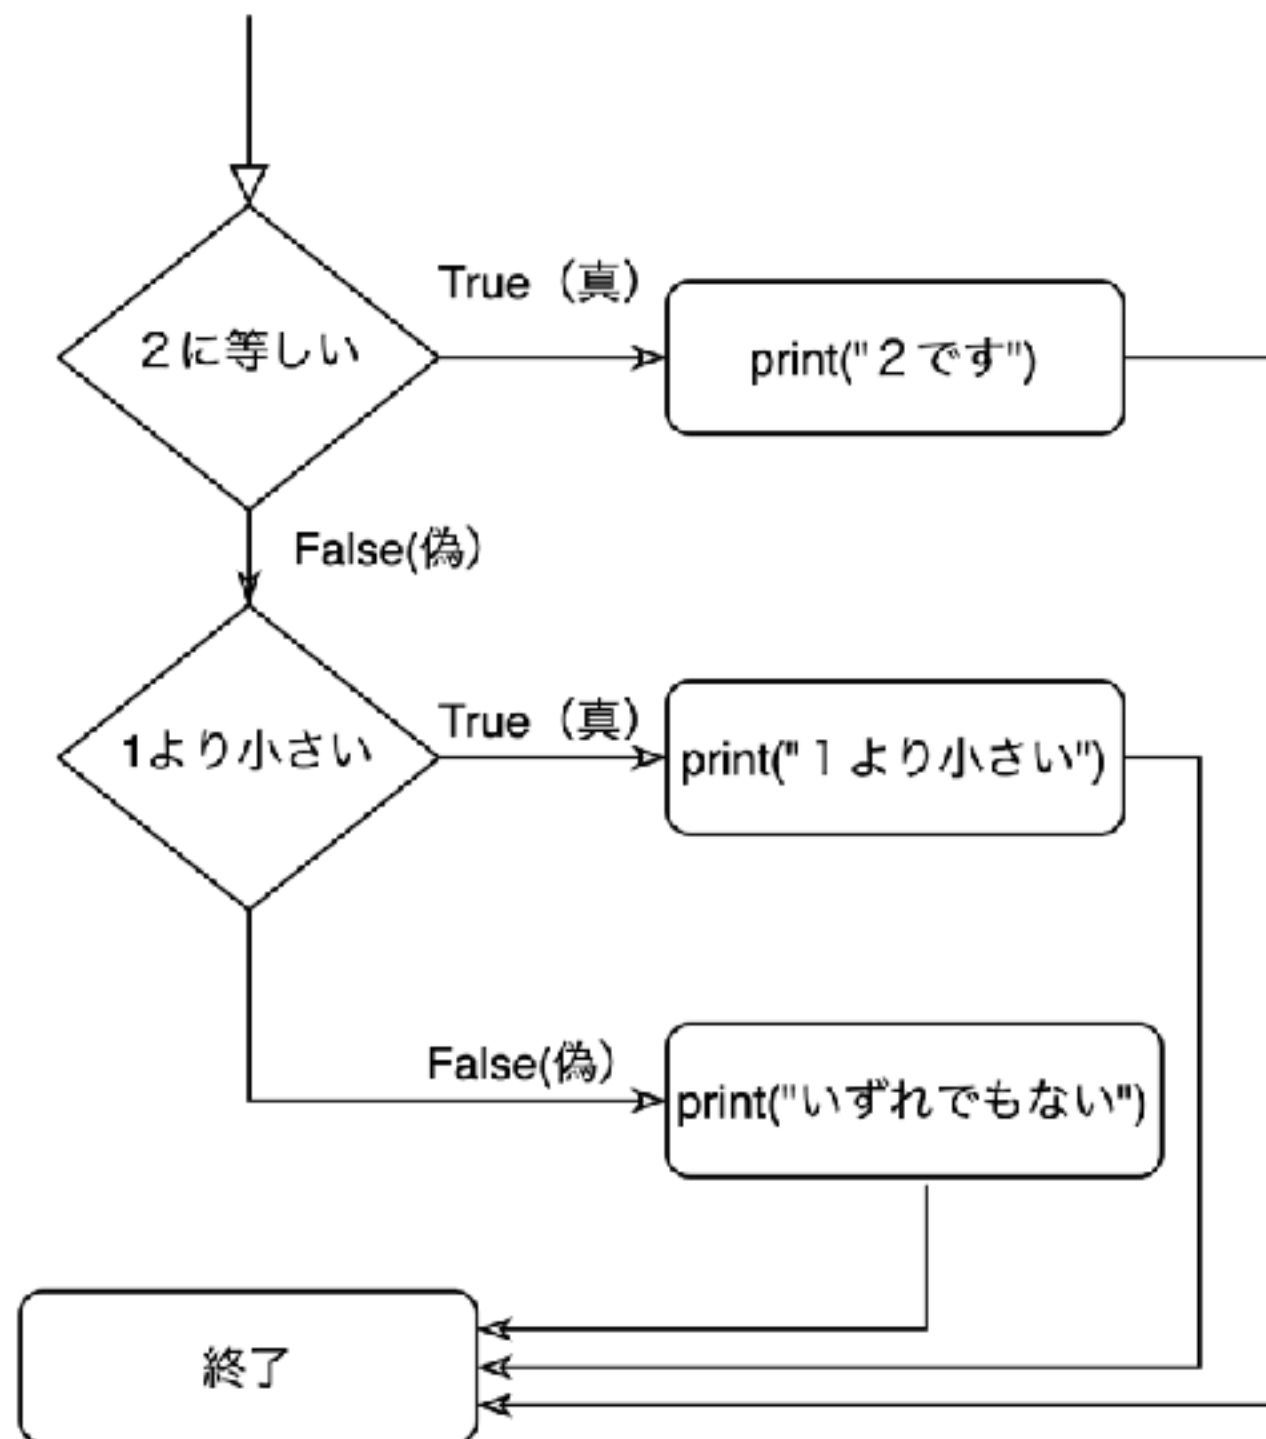 True（真）
２に等しい
print("２です")
False(偽）
True（真）
1より小さい
print("１より小さい")
False(偽）
print("いずれでもない")
終了